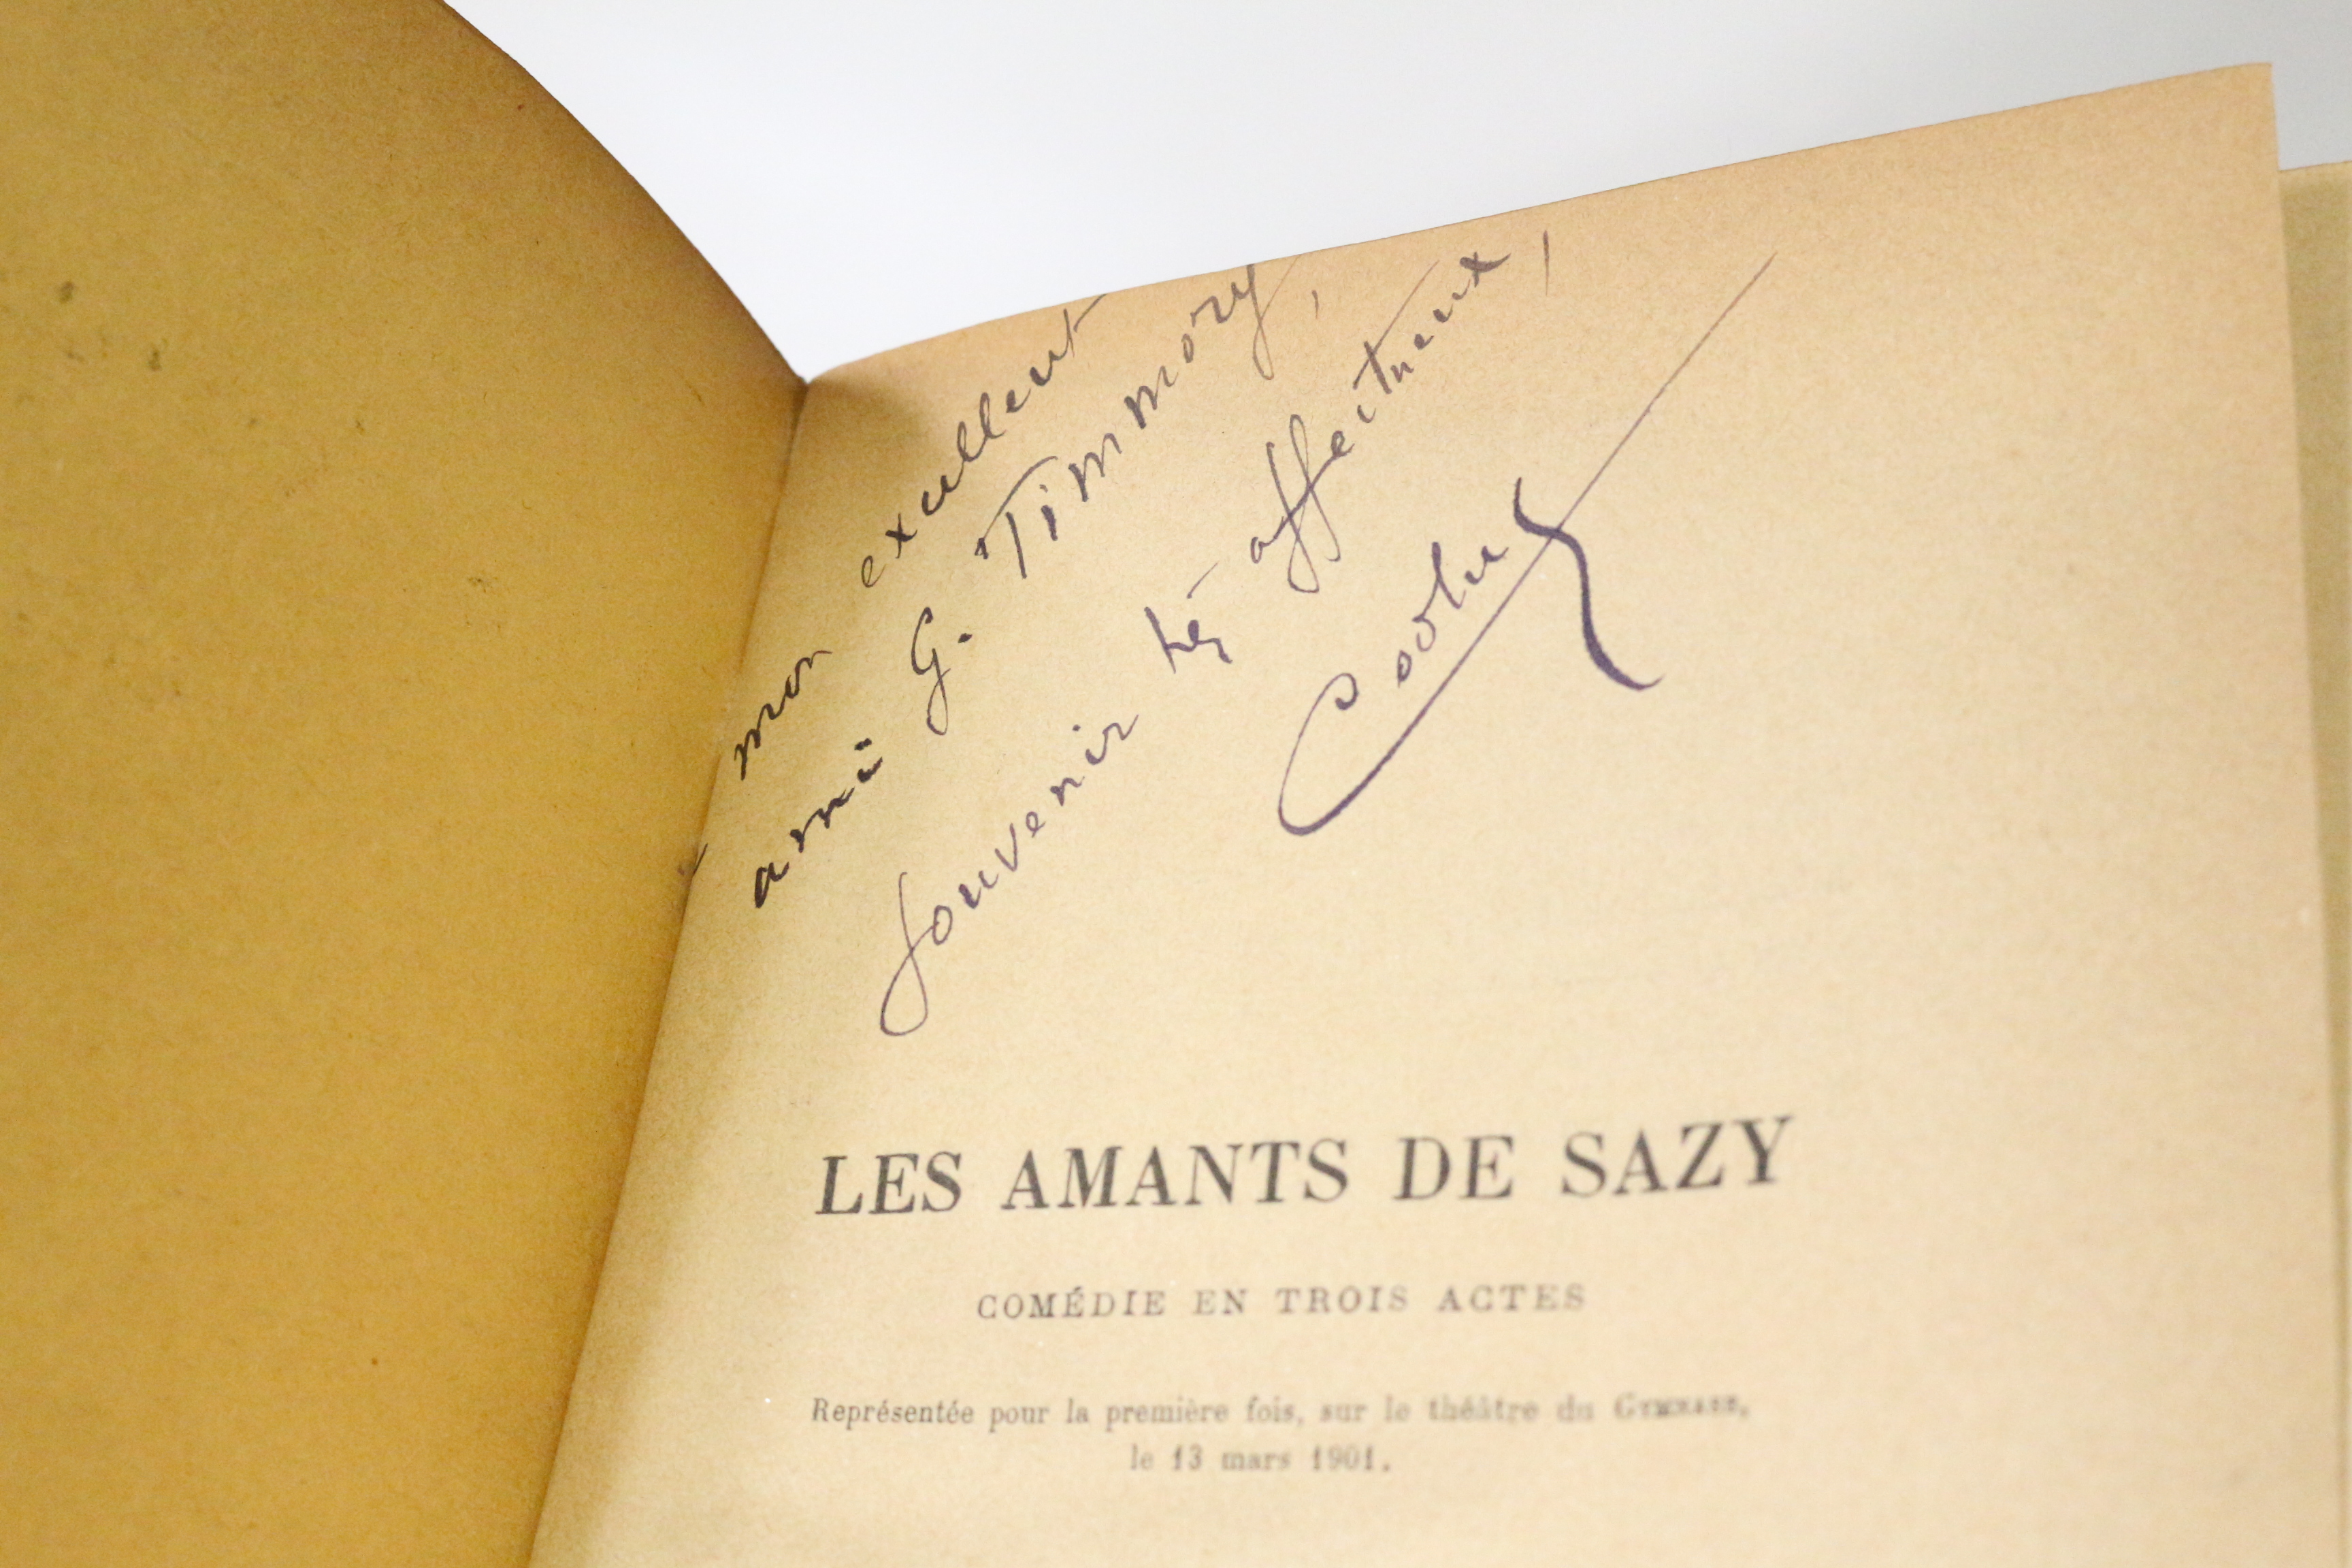 mon excellent
ami G. Timmory,
souvenir très affectueux,
Coolus
LES AMANTS DE SAZY
COMÉDIE EN TROIS ACTES
Représentée pour la première fois, sur le théâtre du GYMNASE,
le 13 mars 1901.